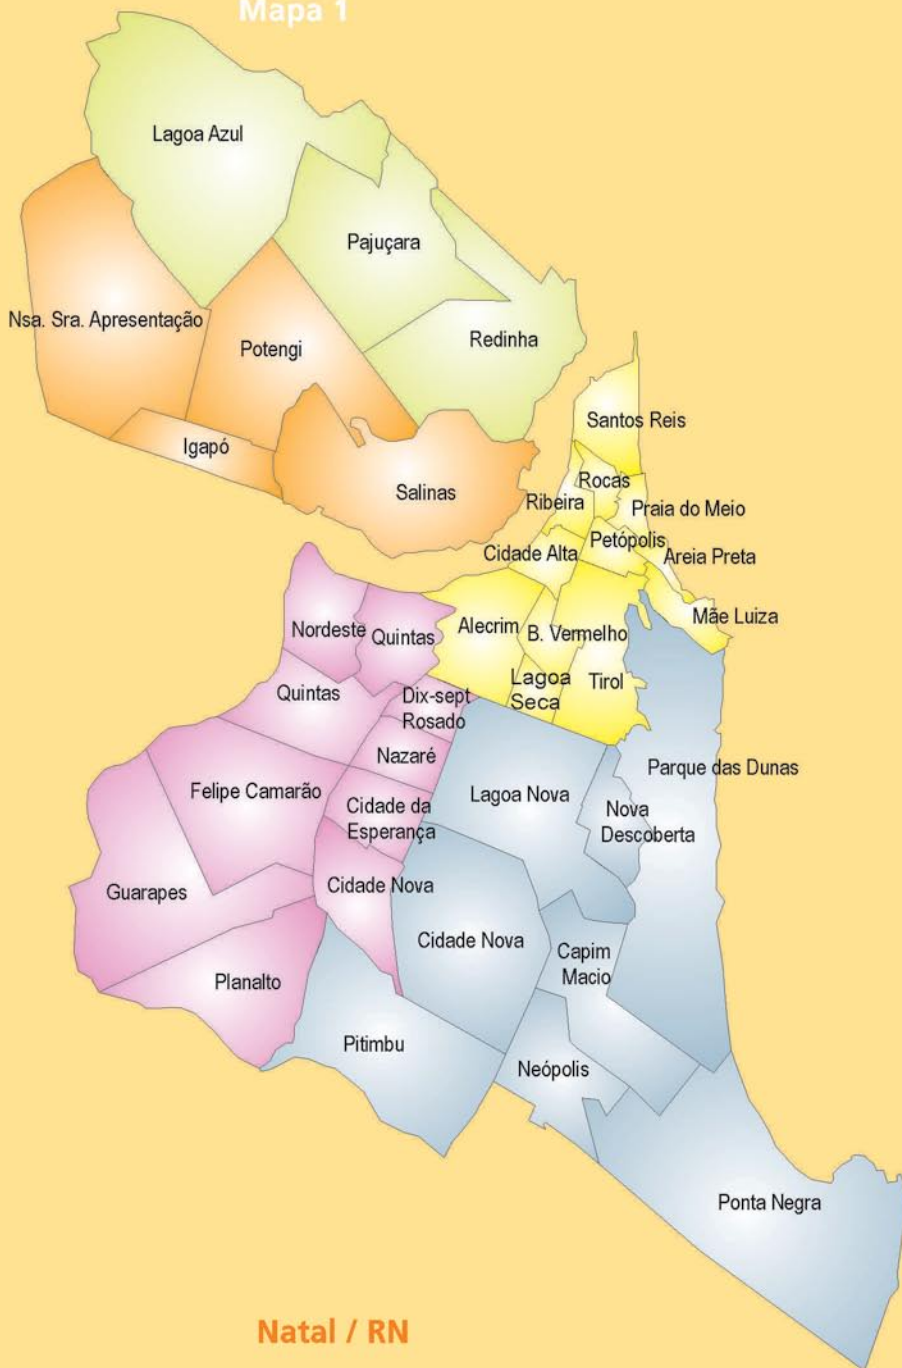 Mapa 1
Lagoa Azul
Pajuçara
Nsa. Sra. Apresentação
Potengi
Redinha
Igapó
Salinas
Santos Reis
Rocas
Ribeira
Praia do Meio
Petópolis
Cidade Alta
Areia Preta
Mãe Luiza
Nordeste
Quintas
Alecrim
B. Vermelho
Quintas
Dix-sept
Rosado
Lagoa
Seca
Tirol
Nazaré
Parque das Dunas
Felipe Camarão
Lagoa Nova
Cidade da
Esperança
Nova
Descoberta
Guarapes
Cidade Nova
Cidade Nova
Capim
Macio
Planalto
Pitimbu
Neópolis
Ponta Negra
Natal / RN